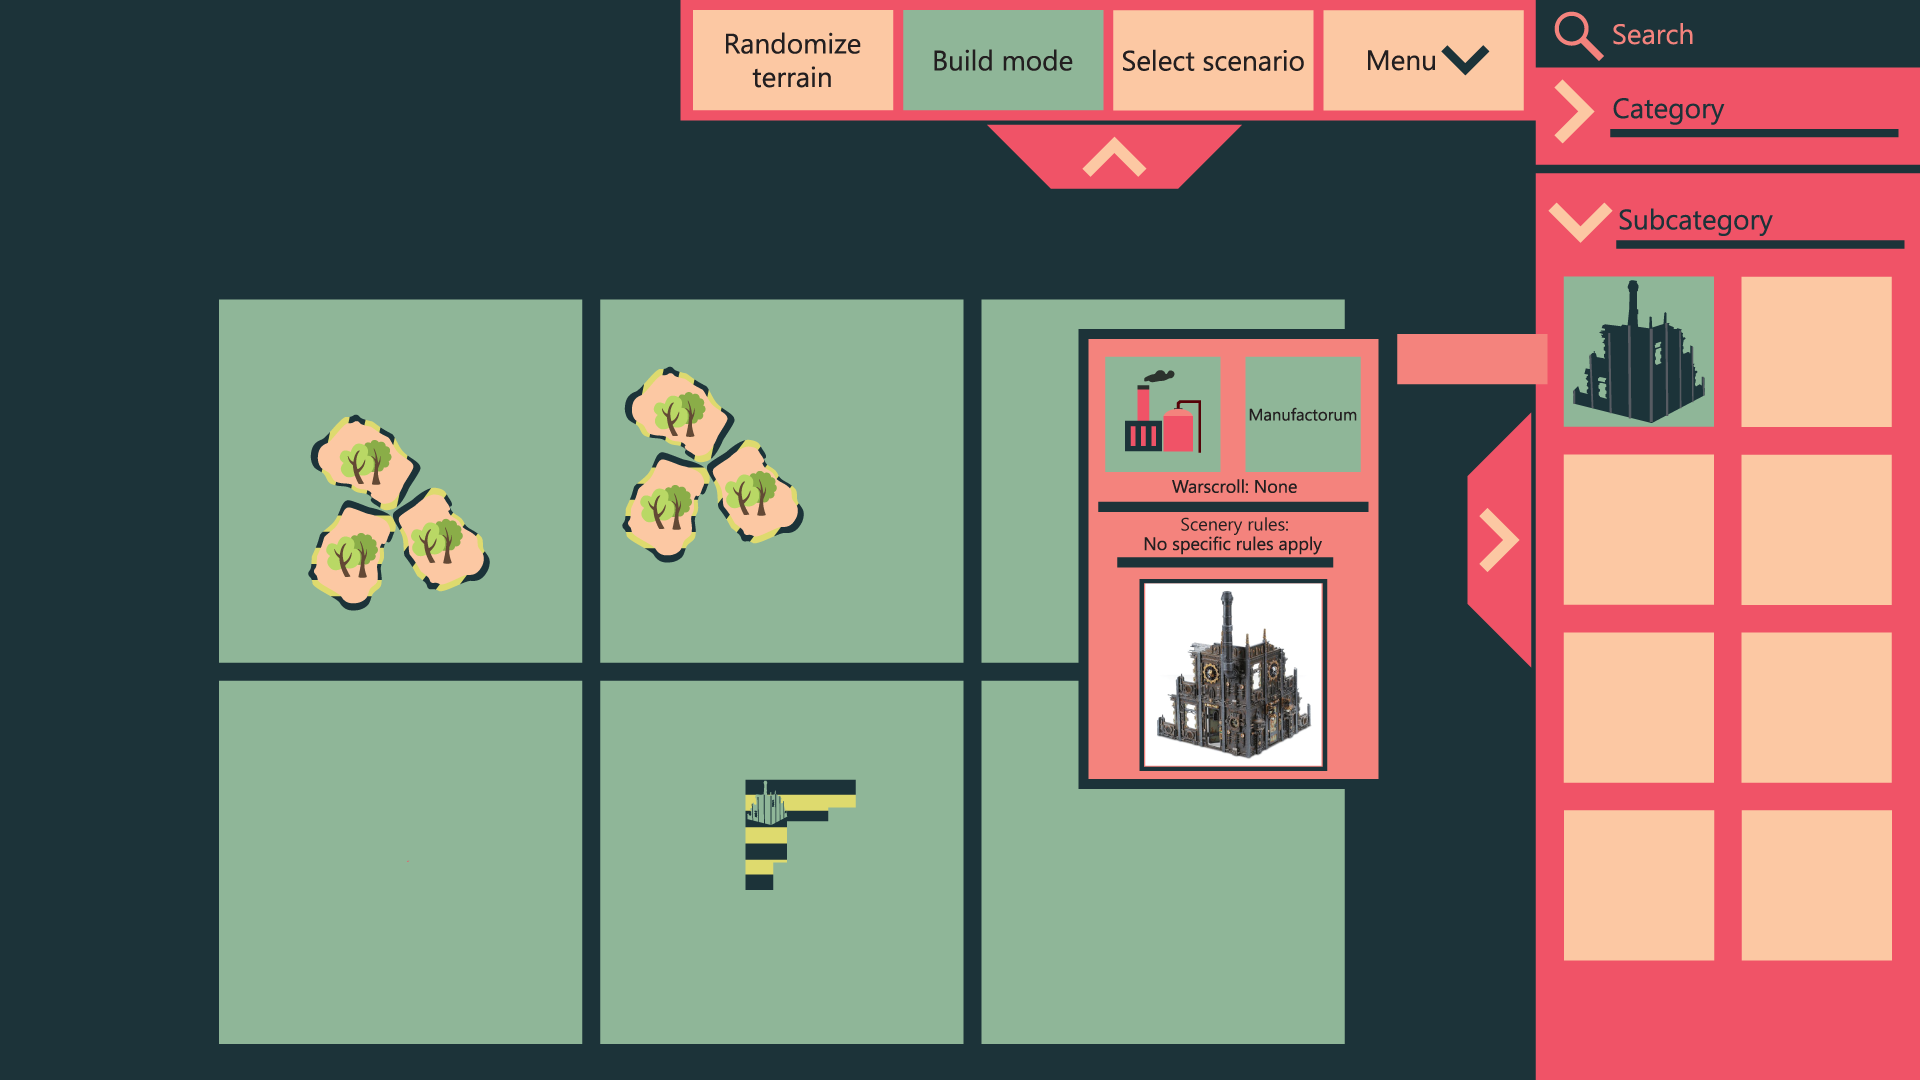 Randomize
terrain
Build mode
Select scenario
Menu
Search
Category
Subcategory
Manufactorum
Warscroll: None
Scenery rules:
No specific rules apply